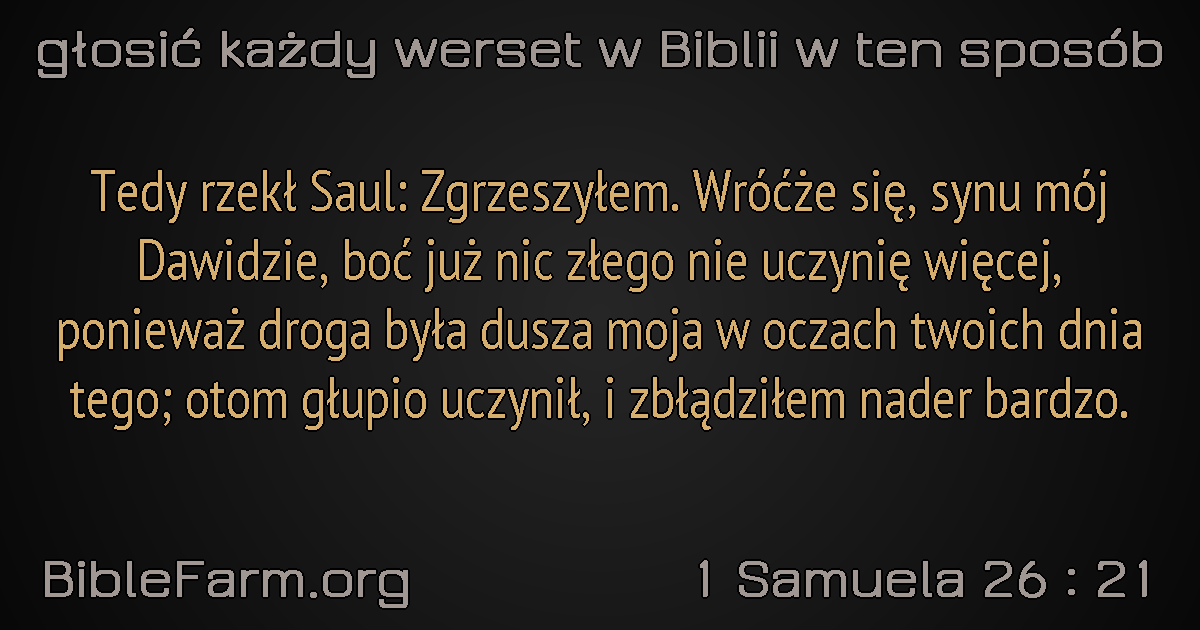 głosić każdy werset w Biblii w ten sposób
Tedy rzekł Saul: Zgrzeszyłem. Wróćże się, synu mój
Dawidzie, boć już nic złego nie uczynię więcej,
ponieważ droga była dusza moja w oczach twoich dnia
tego; otom głupio uczynił, i zbłądziłem nader bardzo.
BibleFarm.org
1 Samuela 26 : 21